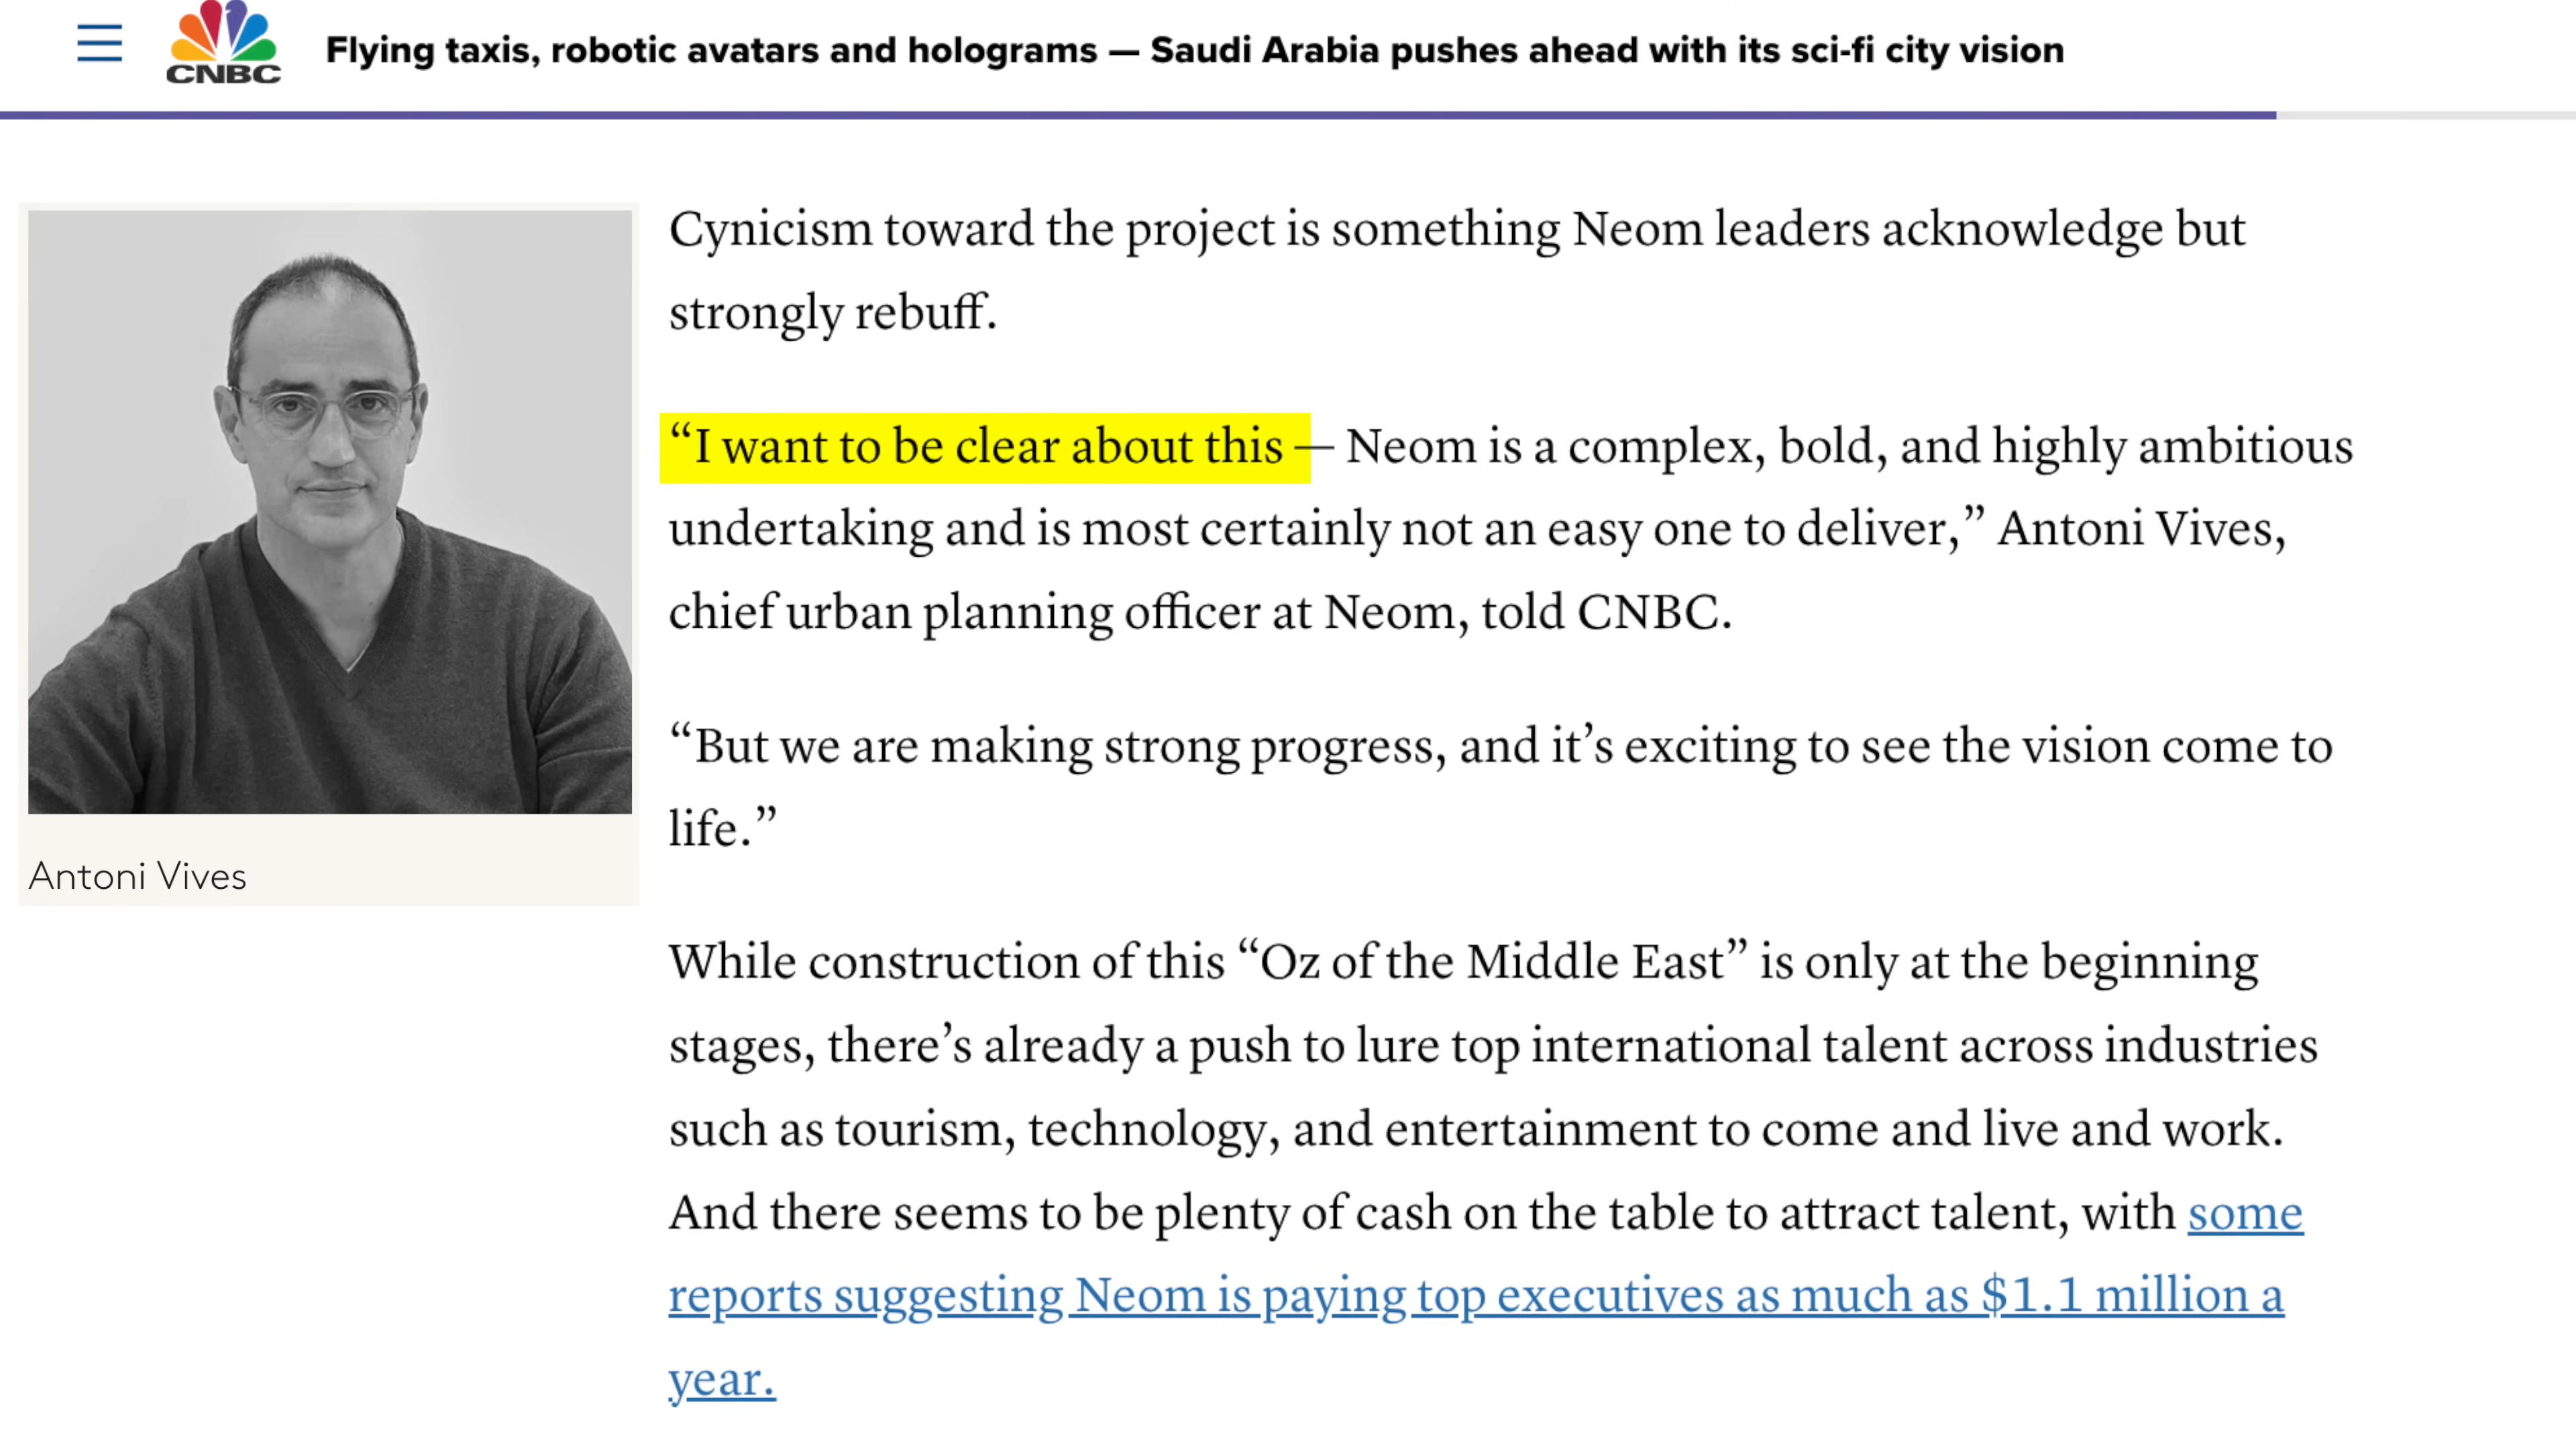 CNBC
Flying taxis, robotic avatars and holograms — Saudi Arabia pushes ahead with its sci-fi city vision
Antoni Vives
Cynicism toward the project is something Neom leaders acknowledge but
strongly rebuff.
“I want to be clear about this — Neom is a complex, bold, and highly ambitious
undertaking and is most certainly not an easy one to deliver,” Antoni Vives,
chief urban planning officer at Neom, told CNBC.
“But we are making strong progress, and it’s exciting to see the vision come to
life.”
While construction of this “Oz of the Middle East” is only at the beginning
stages, there’s already a push to lure top international talent across industries
such as tourism, technology, and entertainment to come and live and work.
And there seems to be plenty of cash on the table to attract talent, with some
reports suggesting Neom is paying top executives as much as $1.1 million a
year.